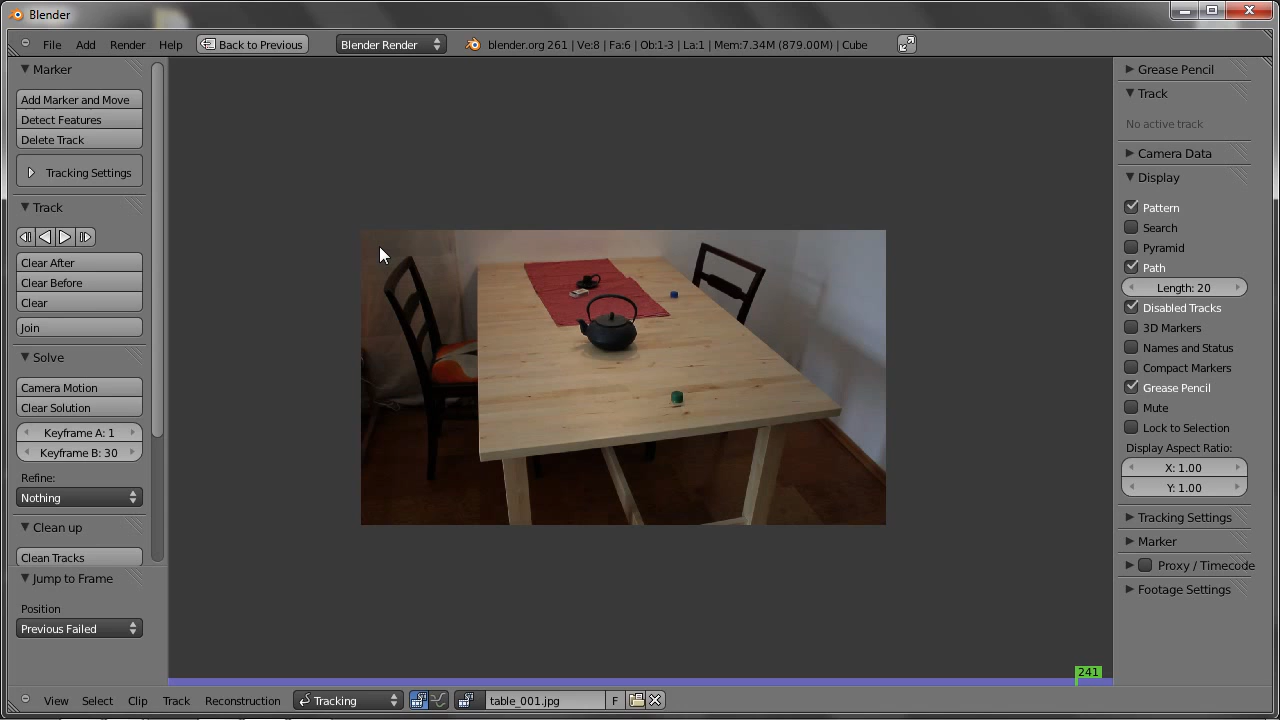 Blender
File Add Render Help Back to Previous Blender Render blender.org 261 | Ve:8 | Fa:6 | Ob:1-3 | La:1 | Mem:7.34M (879.00M) | Cube
Marker
Add Marker and Move
Detect Features
Delete Track
Tracking Settings
Track
Clear After
Clear Before
Clear
Join
Solve
Camera Motion
Clear Solution
Keyframe A: 1
Keyframe B: 30
Refine:
Nothing
Clean up
Clean Tracks
Jump to Frame
Position
Previous Failed
Grease Pencil
Track
No active track
Camera Data
Display
Pattern
Search
Pyramid
Path
Length: 20
Disabled Tracks
3D Markers
Names and Status
Compact Markers
Grease Pencil
Mute
Lock to Selection
Display Aspect Ratio:
X: 1.00
Y: 1.00
Tracking Settings
Marker
Proxy / Timecode
Footage Settings
241
View Select Clip Track Reconstruction Tracking table_001.jpg F